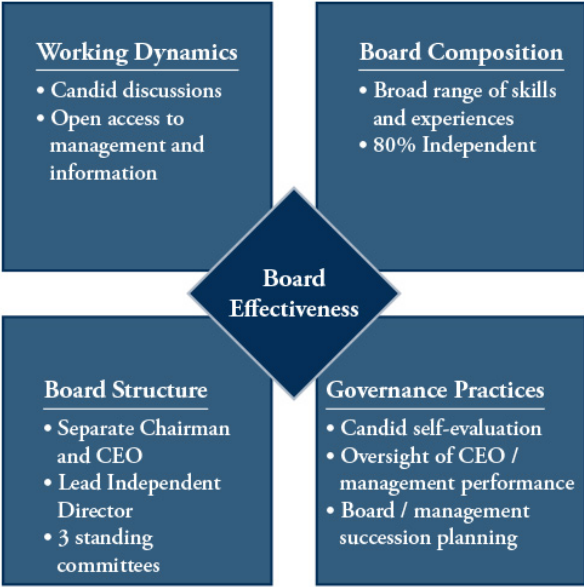 Working Dynamics
• Candid discussions
• Open access to
management and
information
Board Composition
• Broad range of skills
and experiences
• 80% Independent
Board
Effectiveness
Board Structure
• Separate Chairman
and CEO
• Lead Independent
Director
• 3 standing
committees
Governance Practices
• Candid self-evaluation
• Oversight of CEO /
management performance
• Board / management
succession planning